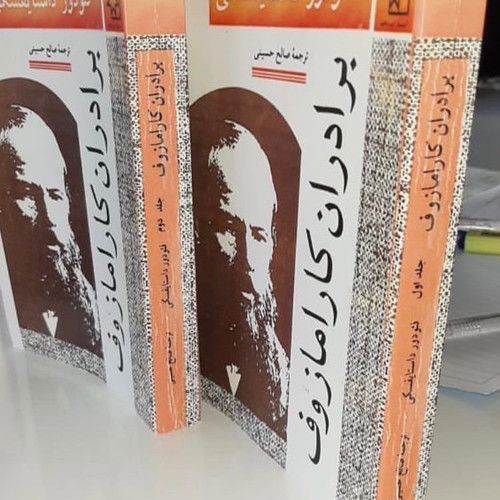 فئودور داستایفسکی
ترجمهٔ صالح حسینی
برادران کارامازوف
برادران کارامازوف
جلد اول
فئودور داستایفسکی
ترجمهٔ صالح حسینی
برادران کارامازوف
برادران کارامازوف
جلد دوم
فئودور داستایفسکی
ترجمهٔ صالح حسینی